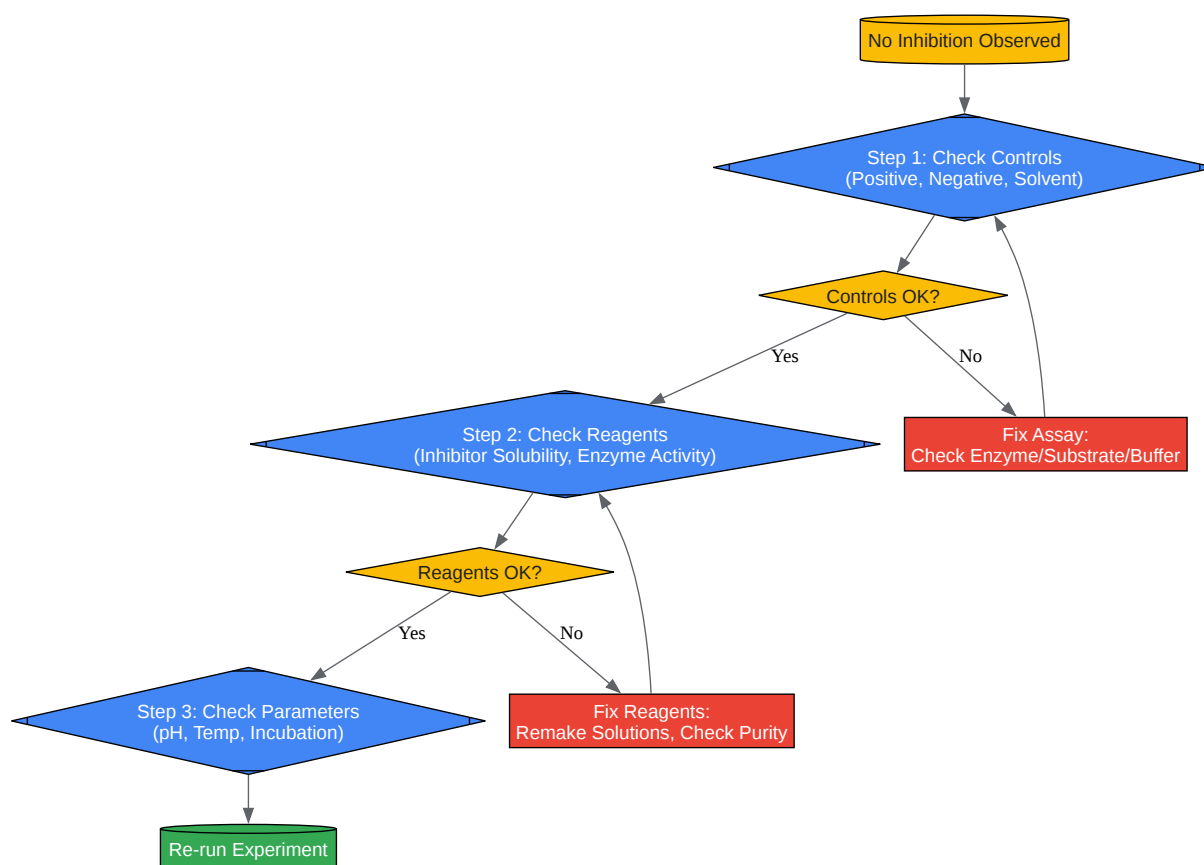 No Inhibition Observed
Step 1: Check Controls
(Positive, Negative, Solvent)
Controls OK?
Yes
No
Step 2: Check Reagents
(Inhibitor Solubility, Enzyme Activity)
Fix Assay:
Check Enzyme/Substrate/Buffer
Reagents OK?
Yes
No
Step 3: Check Parameters
(pH, Temp, Incubation)
Fix Reagents:
Remake Solutions, Check Purity
Re-run Experiment